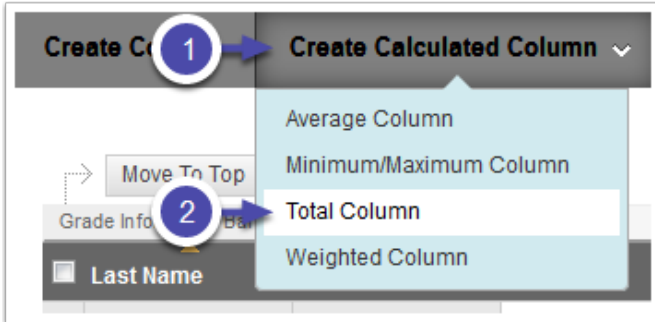 Create Co 1 Create Calculated Column
Average Column
Minimum/Maximum Column
Move To Top
2 Total Column
Grade Info Bar
Weighted Column
Last Name